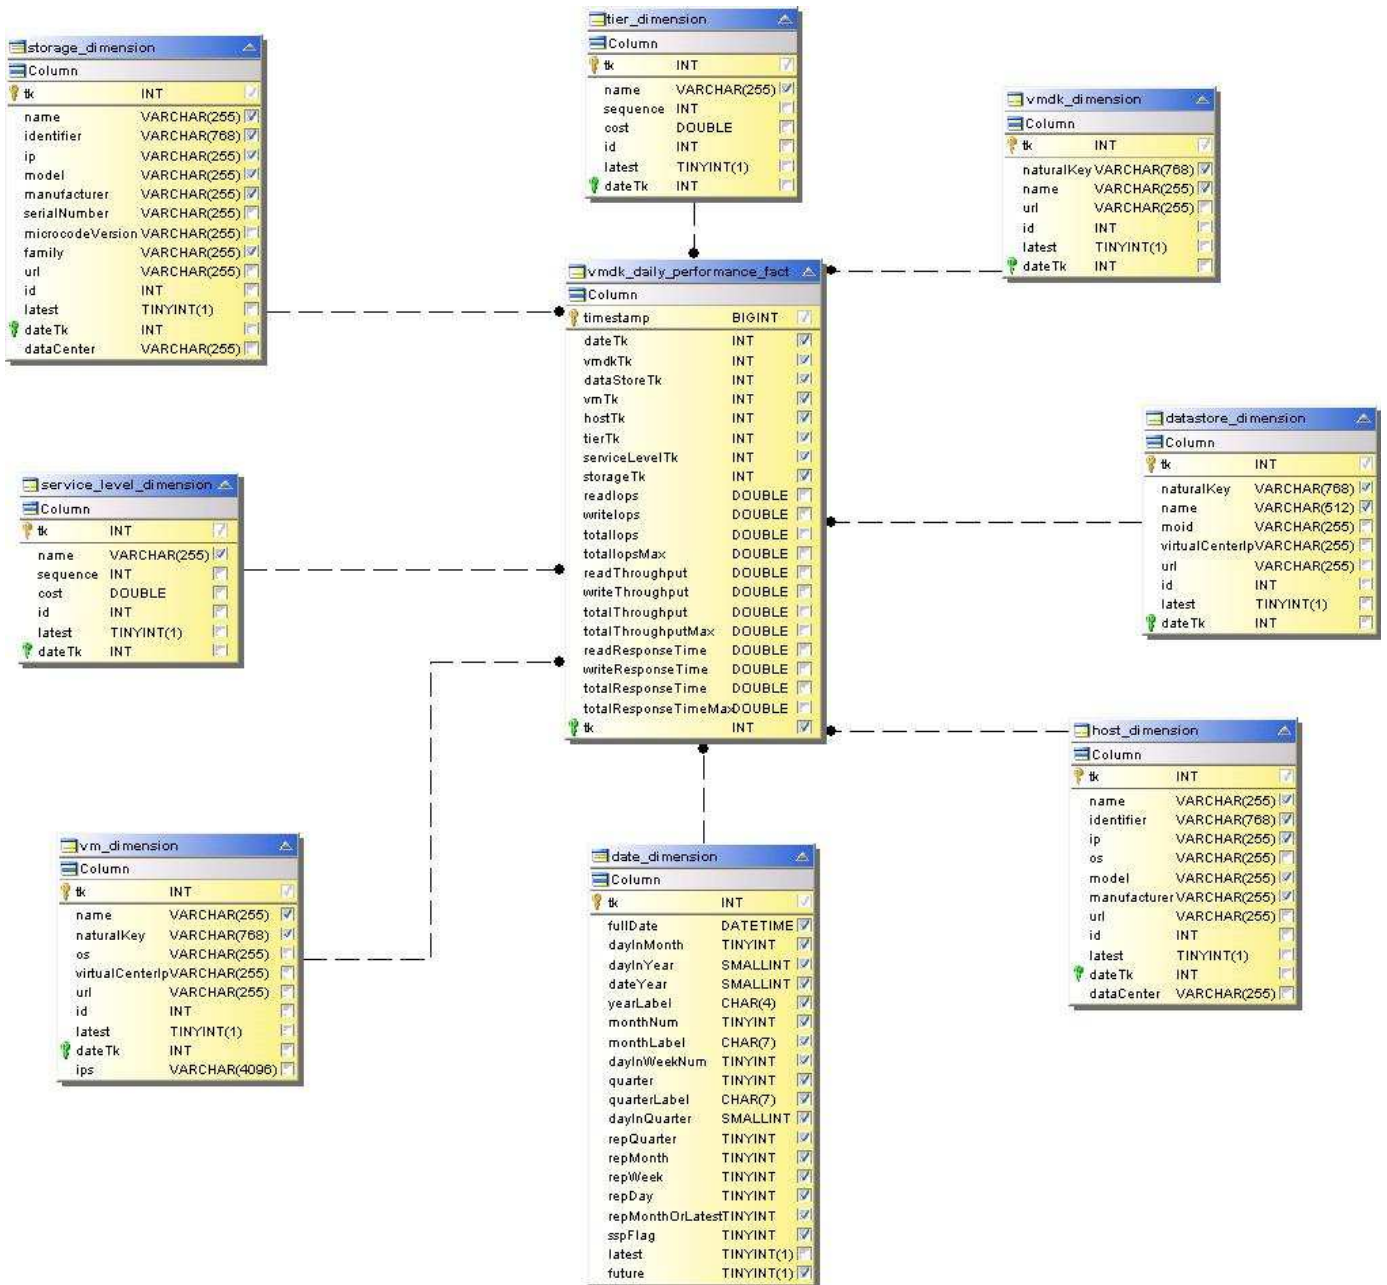 tier_dimension
Column
tk INT
name VARCHAR(255)
sequence INT
cost DOUBLE
id INT
latest TINYINT(1)
dateTk INT
storage_dimension
Column
tk INT
name VARCHAR(255)
identifier VARCHAR(768)
ip VARCHAR(255)
model VARCHAR(255)
manufacturer VARCHAR(255)
serialNumber VARCHAR(255)
microcodeVersion VARCHAR(255)
family VARCHAR(255)
url VARCHAR(255)
id INT
latest TINYINT(1)
dateTk INT
dataCenter VARCHAR(255)
vmdk_dimension
Column
tk INT
naturalKey VARCHAR(768)
name VARCHAR(255)
url VARCHAR(255)
id INT
latest TINYINT(1)
dateTk INT
vmdk_daily_performance_fact
Column
timestamp BIGINT
dateTk INT
vmdkTk INT
dataStoreTk INT
vmTk INT
hostTk INT
tierTk INT
serviceLevelTk INT
storageTk INT
readIops DOUBLE
writeIops DOUBLE
totalIops DOUBLE
totalIopsMax DOUBLE
readThroughput DOUBLE
writeThroughput DOUBLE
totalThroughput DOUBLE
totalThroughputMax DOUBLE
readResponseTime DOUBLE
writeResponseTime DOUBLE
totalResponseTime DOUBLE
totalResponseTimeMax DOUBLE
tk INT
datastore_dimension
Column
tk INT
naturalKey VARCHAR(768)
name VARCHAR(512)
moid VARCHAR(255)
virtualCenterIp VARCHAR(255)
url VARCHAR(255)
id INT
latest TINYINT(1)
dateTk INT
service_level_dimension
Column
tk INT
name VARCHAR(255)
sequence INT
cost DOUBLE
id INT
latest TINYINT(1)
dateTk INT
host_dimension
Column
tk INT
name VARCHAR(255)
identifier VARCHAR(768)
ip VARCHAR(255)
os VARCHAR(255)
model VARCHAR(255)
manufacturer VARCHAR(255)
url VARCHAR(255)
id INT
latest TINYINT(1)
dateTk INT
dataCenter VARCHAR(255)
vm_dimension
Column
tk INT
name VARCHAR(255)
naturalKey VARCHAR(768)
os VARCHAR(255)
virtualCenterIp VARCHAR(255)
url VARCHAR(255)
id INT
latest TINYINT(1)
dateTk INT
ips VARCHAR(4096)
date_dimension
Column
tk INT
fullDate DATETIME
dayInMonth TINYINT
dayInYear SMALLINT
dateYear SMALLINT
yearLabel CHAR(4)
monthNum TINYINT
monthLabel CHAR(7)
dayInWeekNum TINYINT
quarter TINYINT
quarterLabel CHAR(7)
dayInQuarter SMALLINT
repQuarter TINYINT
repMonth TINYINT
repWeek TINYINT
repDay TINYINT
repMonthOrLatest TINYINT
sspFlag TINYINT
latest TINYINT(1)
future TINYINT(1)